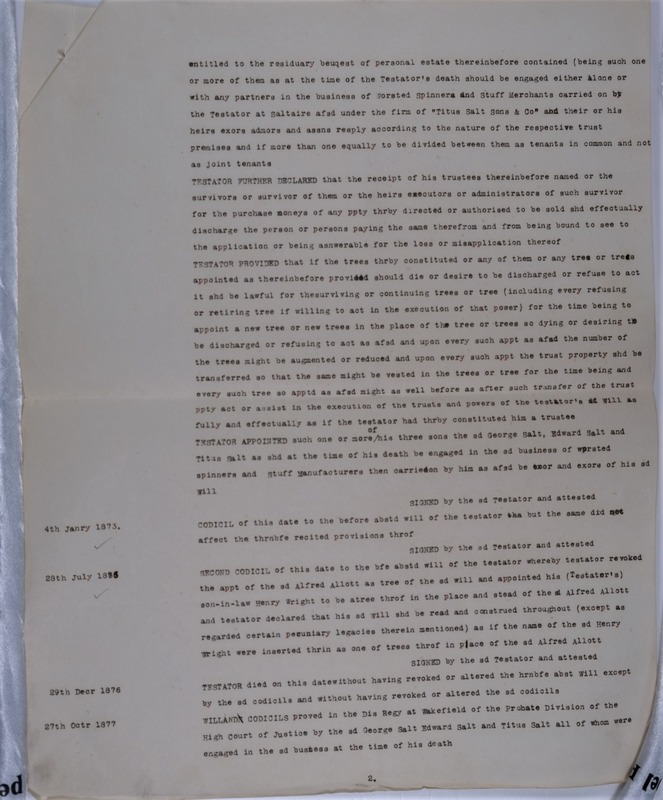 entitled to the residuary beuqest of personal estate thereinbefore contained (being such one
or more of them as at the time of the Testator's death should be engaged either alone or
with any partners in the business of Worsted Spinners and Stuff Merchants carried on by
the Testator at Saltaire afsd under the firm of "Titus Salt Sons & Co" and their or his
heirs exors admors and assns resply according to the nature of the respective trust
premises and if more than one equally to be divided between them as tenants in common and not
as joint tenants
TESTATOR FURTHER DECLARED that the receipt of his trustees thereinbefore named or the
survivors or survivor of them or the heirs executors or administrators of such survivor
for the purchase moneys of any ppty thrby directed or authorised to be sold shd effectually
discharge the person or persons paying the same therefrom and from being bound to see to
the application or being asnwerable for the loss or misapplication thereof
TESTATOR PROVIDED that if the trees thrby constituted or any of them or any tree or trees
appointed as thereinbefore provided should die or desire to be discharged or refuse to act
it shd be lawful for thesurviving or continuing trees or tree (including every refusing
or retiring tree if willing to act in the execution of that power) for the time being to
appoint a new tree or new trees in the place of the tree or trees so dying or desiring to
be discharged or refusing to act as afsd and upon every such appt as afsd the number of
the trees might be augmented or reduced and upon every such appt the trust property shd be
transferred so that the same might be vested in the trees or tree for the time being and
every such tree so apptd as afsd might as well before as after such transfer of the trust
ppty act or assist in the execution of the trusts and powers of the testator's sd will as
fully and effectually as if the testator had thrby constituted him a trustee
TESTATOR APPOINTED such one or more/of his three sons the sd George Salt, Edward Salt and
Titus Salt as shd at the time of his death be engaged in the sd business of worsted
spinners and Stuff Manufacturers then carriedon by him as afsd be exor and exors of his sd
will
SIGNED by the sd Testator and attested
4th Janry 1873. CODICIL of this date to the before abstd will of the testator tha but the same did not
affect the thrnbfe recited provisions throf
SIGNED by the sd Testator and attested
28th July 1876 SECOND CODICIL of this date to the bfe abstd will of the testator whereby testator revoked
the appt of the sd Alfred Allott as tree of the sd will and appointed his (Testater's)
son-in-law Henry Wright to be atree throf in the place and stead of the sd Alfred Allott
and testator declared that his sd will shd be read and construed throughout (except as
regarded certain pecuniary legacies therein mentioned) as if the name of the sd Henry
Wright were inserted thrin as one of trees throf in place of the sd Alfred Allott
SIGNED by the sd Testator and attested
29th Decr 1876 TESTATOR died on this datewithout having revoked or altered the hrnbfe abst Will except
by the sd codicils and without having revoked or altered the sd codicils
27th Octr 1877 WILLAND CODICILS proved in the Dis Regy at Wakefield of the Probate Division of the
High Court of Justice by the sd George Salt Edward Salt and Titus Salt all of whom were
engaged in the sd busness at the time of his death
2.